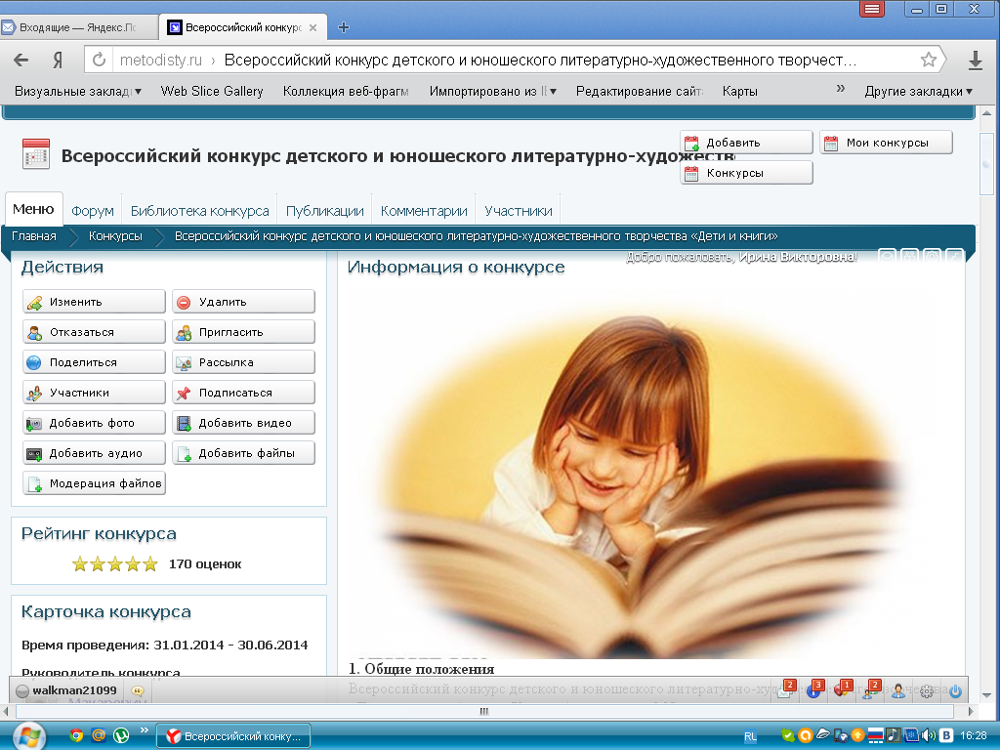 Входящие — Яндекс.По
Всероссийский конкурс
metodisty.ru › Всероссийский конкурс детского и юношеского литературно-художественного творчест…
Визуальные заклад Web Slice Gallery Коллекция веб-фрагм Импортировано из IE Редактирование сайт Карты » Другие закладки
Всероссийский конкурс детского и юношеского литературно-художеств
Добавить Мои конкурсы
Конкурсы
Меню Форум Библиотека конкурса Публикации Комментарии Участники
Главная Конкурсы Всероссийский конкурс детского и юношеского литературно-художественного творчества «Дети и книги»
Добро пожаловать, Ирина Викторовна!
Действия
Изменить Удалить
Отказаться Пригласить
Поделиться Рассылка
Участники Подписаться
Добавить фото Добавить видео
Добавить аудио Добавить файлы
Модерация файлов
Рейтинг конкурса
170 оценок
Карточка конкурса
Время проведения: 31.01.2014 - 30.06.2014
Руководитель конкурса
Информация о конкурсе
1. Общие положения
Всероссийский конкурс детского и юношеского литературно-художественного творчества
walkman21099 2 3 1 2
» Всероссийский конку... RL В 16:28